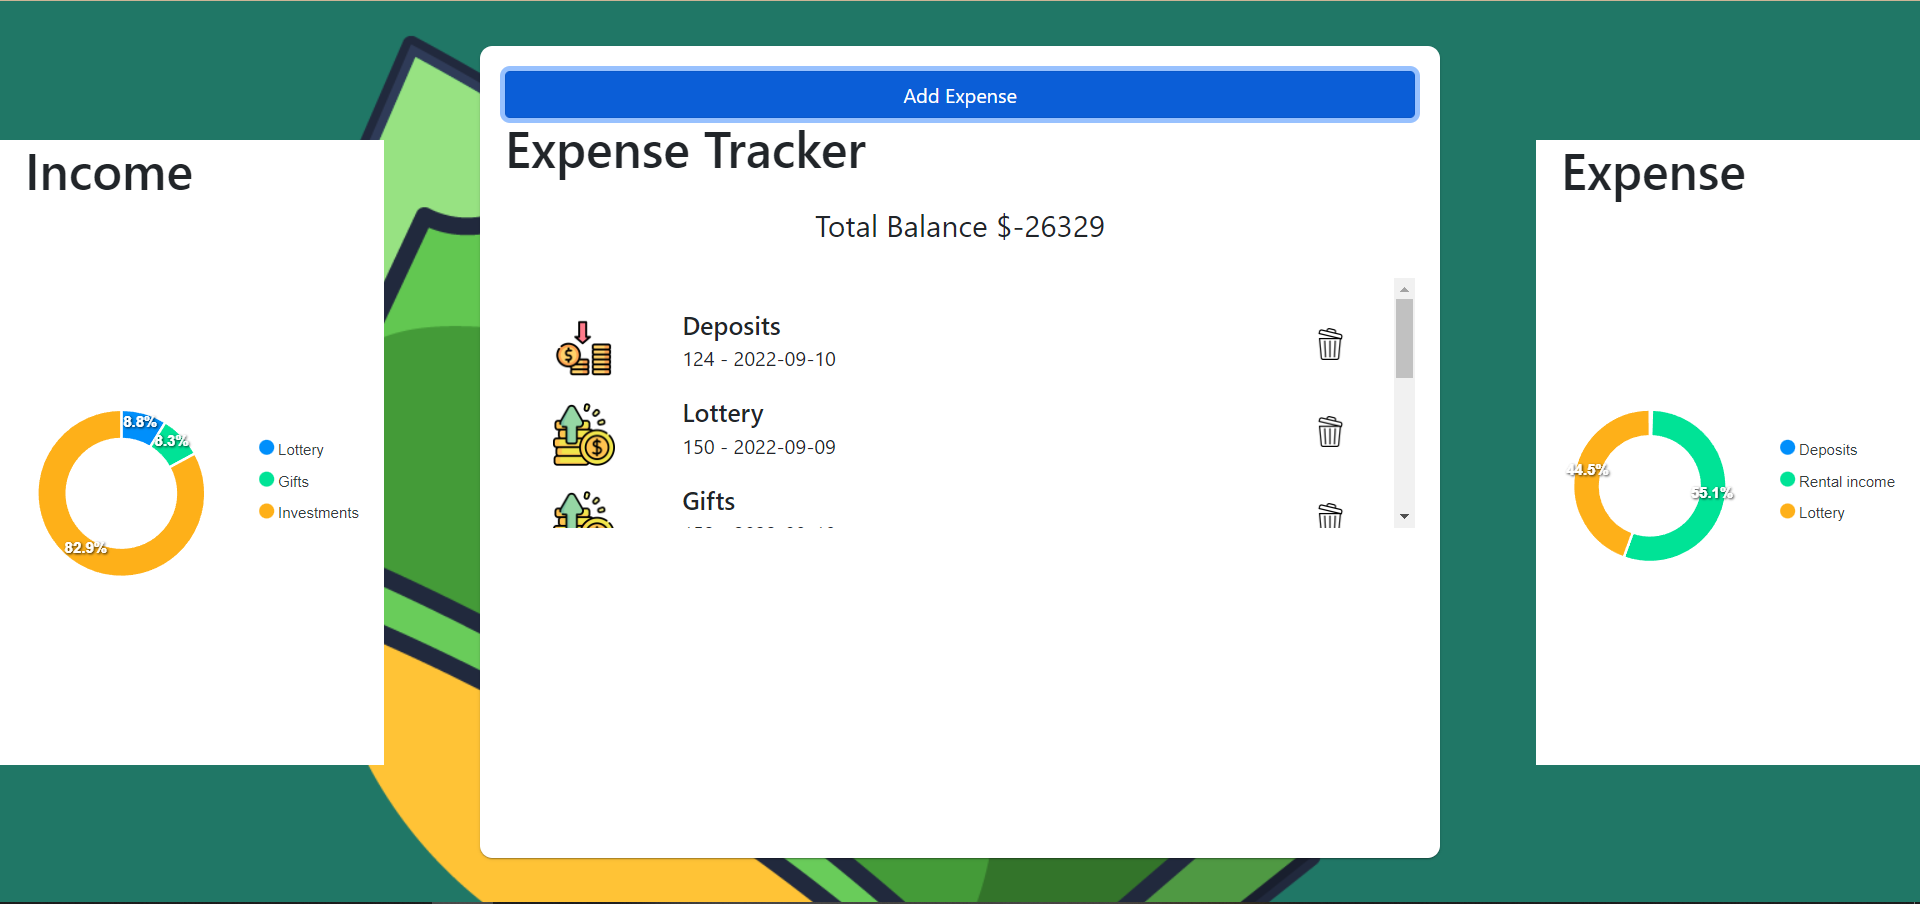 Add Expense
Expense Tracker
Total Balance $-26329
Deposits
124 - 2022-09-10
Lottery
150 - 2022-09-09
Gifts
Income
8.8%
8.3%
82.9%
Lottery
Gifts
Investments
Expense
44.5%
55.1%
Deposits
Rental income
Lottery